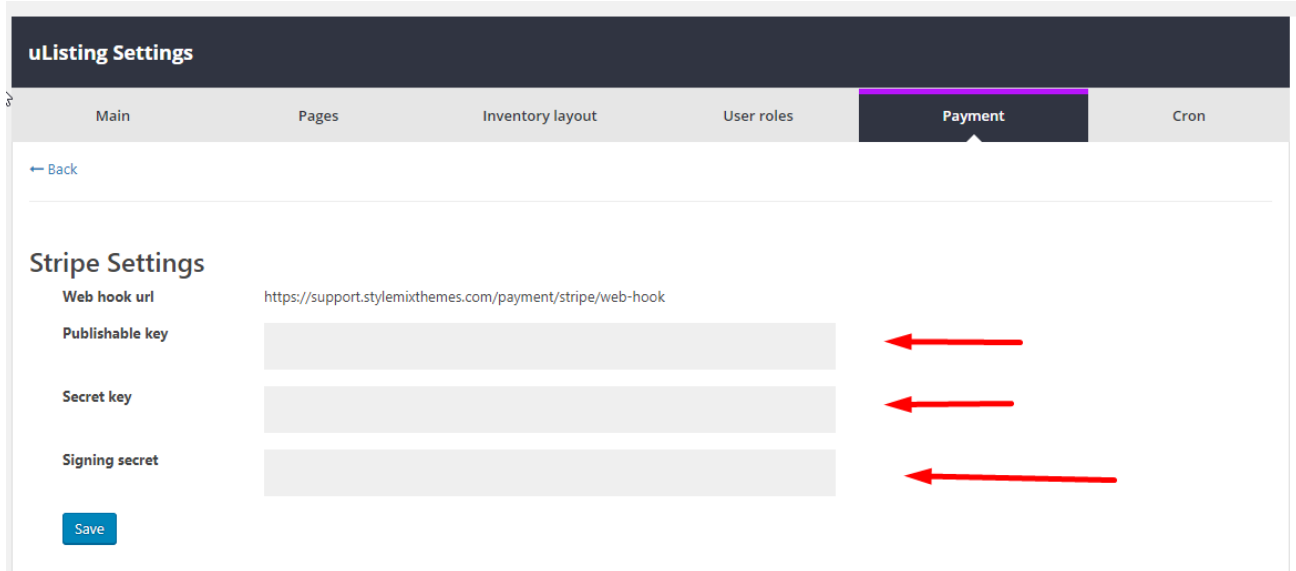 uListing Settings
Main Pages Inventory layout User roles Payment Cron
← Back
Stripe Settings
Web hook url https://support.stylemixthemes.com/payment/stripe/web-hook
Publishable key
Secret key
Signing secret
Save